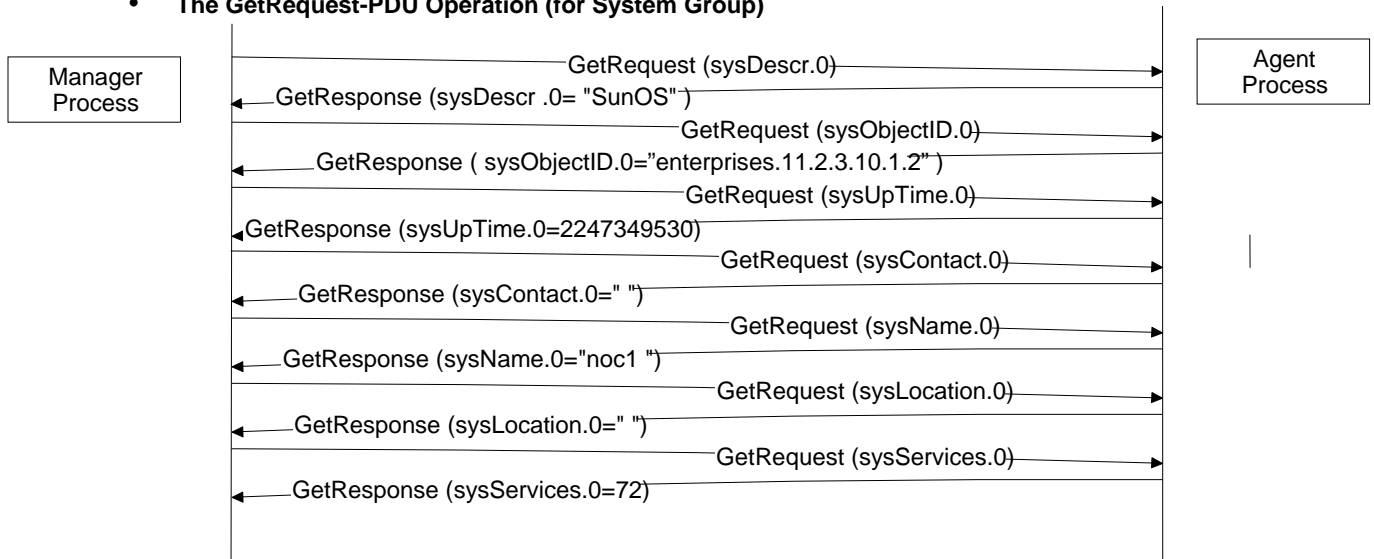 • The GetRequest-PDU Operation (for System Group)
Manager
Process
Agent
Process
GetRequest (sysDescr.0)
GetResponse (sysDescr .0= "SunOS" )
GetRequest (sysObjectID.0)
GetResponse ( sysObjectID.0=”enterprises.11.2.3.10.1.2” )
GetRequest (sysUpTime.0)
GetResponse (sysUpTime.0=2247349530)
GetRequest (sysContact.0)
GetResponse (sysContact.0=" ")
GetRequest (sysName.0)
GetResponse (sysName.0="noc1 ")
GetRequest (sysLocation.0)
GetResponse (sysLocation.0=" ")
GetRequest (sysServices.0)
GetResponse (sysServices.0=72)